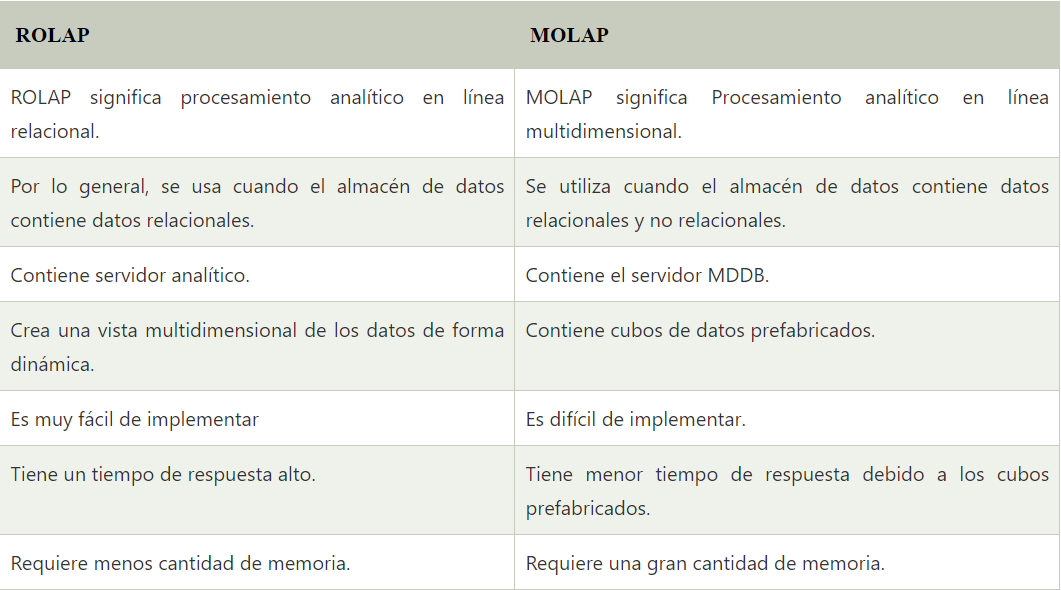 ROLAP
MOLAP
ROLAP significa procesamiento analítico en línea
relacional.
MOLAP significa Procesamiento analítico en línea
multidimensional.
Por lo general, se usa cuando el almacén de datos
contiene datos relacionales.
Se utiliza cuando el almacén de datos contiene datos
relacionales y no relacionales.
Contiene servidor analítico.
Contiene el servidor MDDB.
Crea una vista multidimensional de los datos de forma
dinámica.
Contiene cubos de datos prefabricados.
Es muy fácil de implementar
Es difícil de implementar.
Tiene un tiempo de respuesta alto.
Tiene menor tiempo de respuesta debido a los cubos
prefabricados.
Requiere menos cantidad de memoria.
Requiere una gran cantidad de memoria.